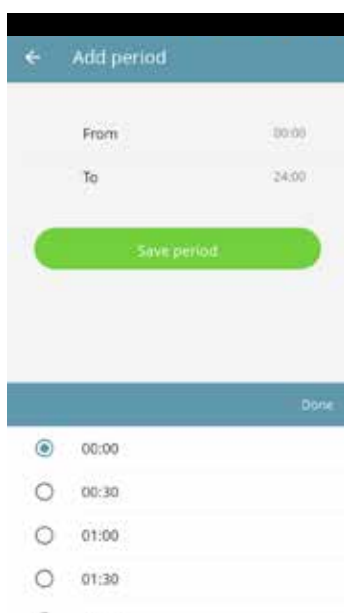 Add period
From 00:00
To 24:00
Save period
Done
00:00
00:30
01:00
01:30